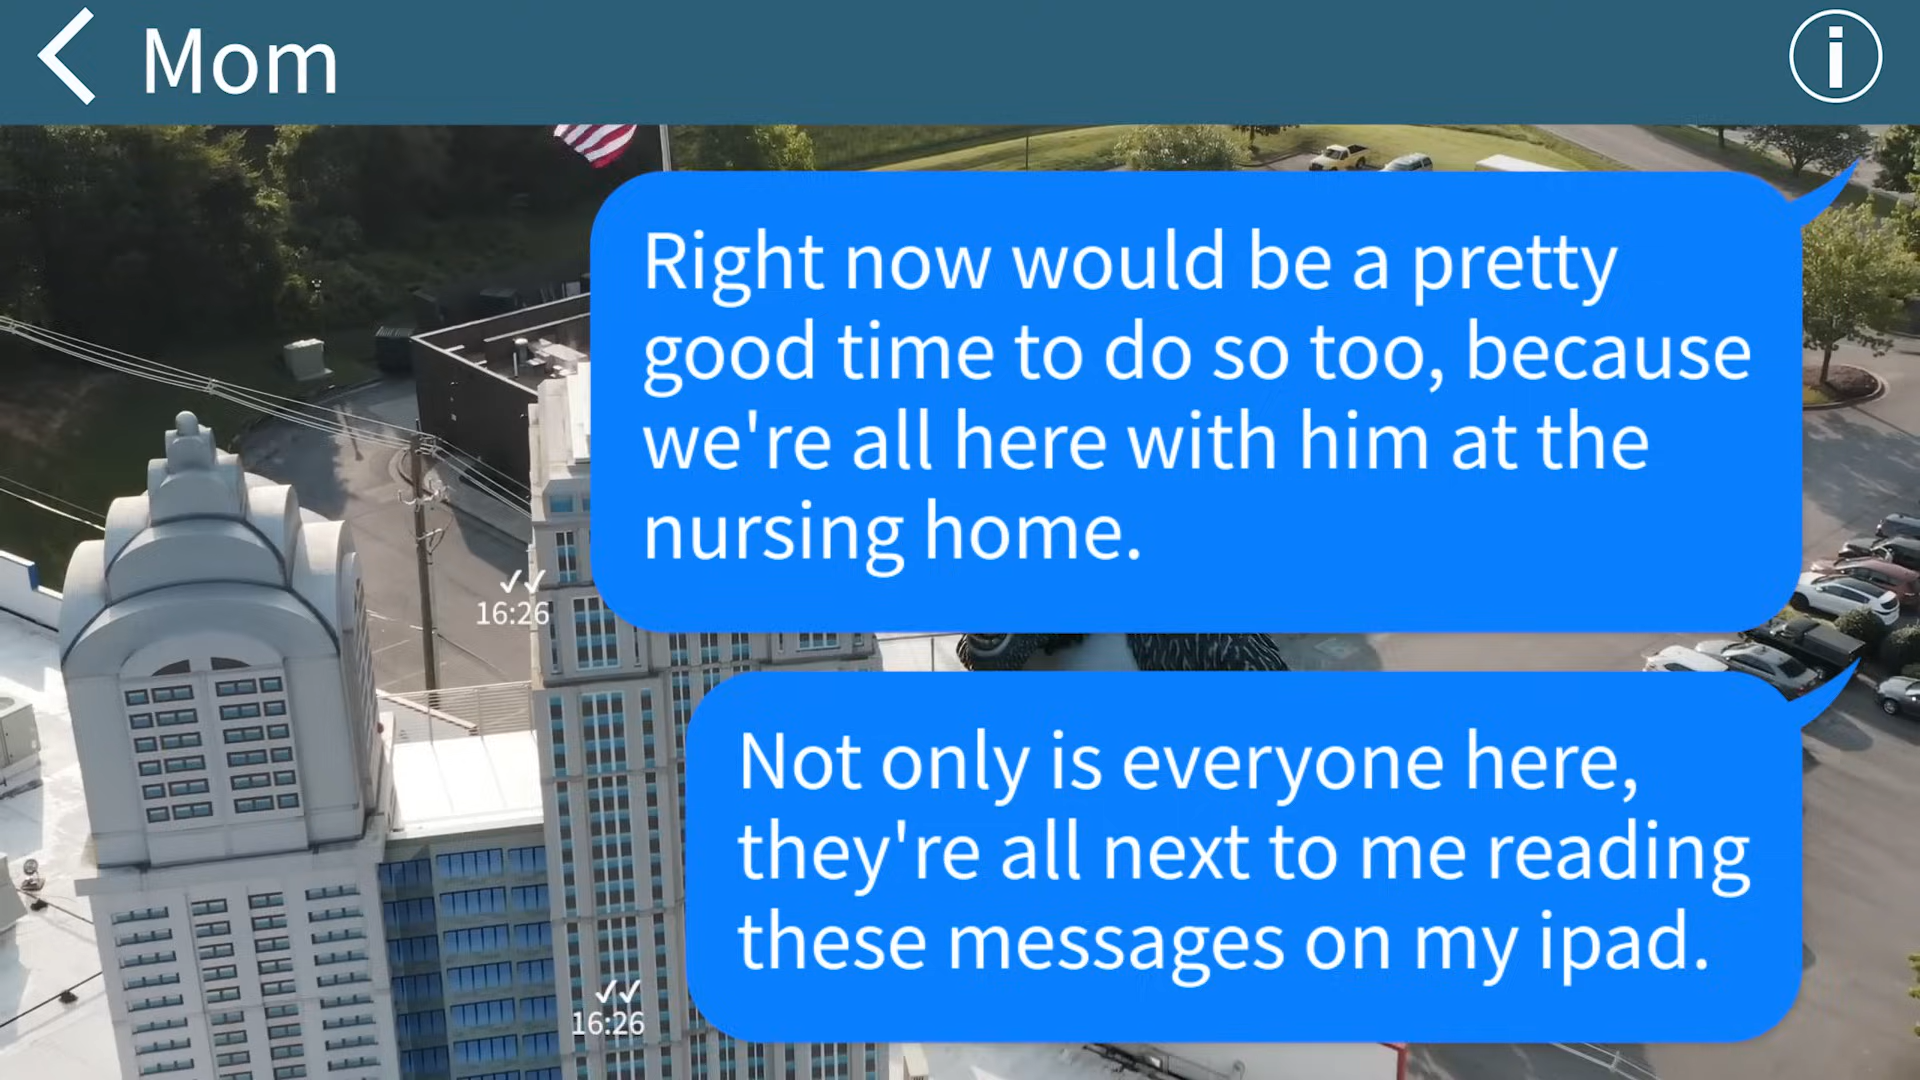 Mom
Right now would be a pretty
good time to do so too, because
we're all here with him at the
nursing home.
16:26
Not only is everyone here,
they're all next to me reading
these messages on my ipad.
16:26